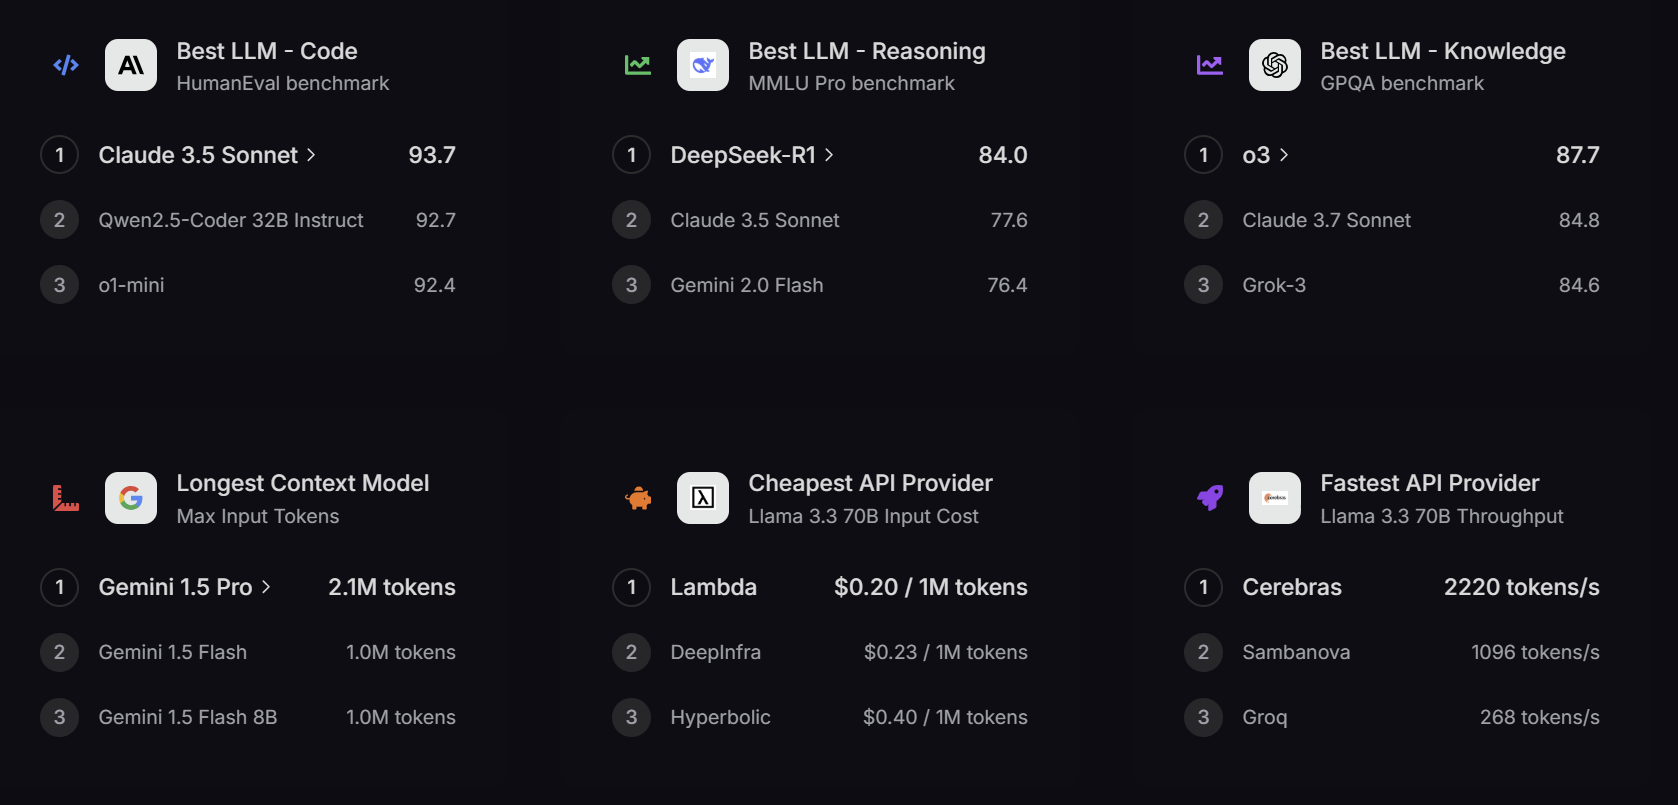 Best LLM - Code
HumanEval benchmark
1 Claude 3.5 Sonnet > 93.7
2 Qwen2.5-Coder 32B Instruct 92.7
3 o1-mini 92.4
Best LLM - Reasoning
MMLU Pro benchmark
1 DeepSeek-R1 > 84.0
2 Claude 3.5 Sonnet 77.6
3 Gemini 2.0 Flash 76.4
Best LLM - Knowledge
GPQA benchmark
1 o3 > 87.7
2 Claude 3.7 Sonnet 84.8
3 Grok-3 84.6
Longest Context Model
Max Input Tokens
1 Gemini 1.5 Pro > 2.1M tokens
2 Gemini 1.5 Flash 1.0M tokens
3 Gemini 1.5 Flash 8B 1.0M tokens
Cheapest API Provider
Llama 3.3 70B Input Cost
1 Lambda $0.20 / 1M tokens
2 DeepInfra $0.23 / 1M tokens
3 Hyperbolic $0.40 / 1M tokens
cerebras
Fastest API Provider
Llama 3.3 70B Throughput
1 Cerebras 2220 tokens/s
2 Sambanova 1096 tokens/s
3 Groq 268 tokens/s